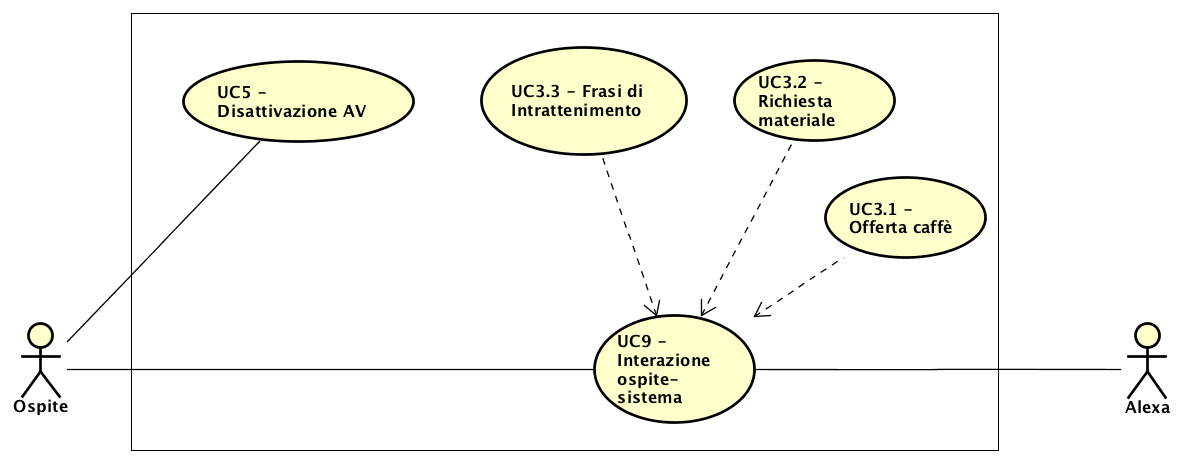 UC5 -
Disattivazione AV
UC3.3 - Frasi di
Intrattenimento
UC3.2 -
Richiesta
materiale
UC3.1 -
Offerta caffè
UC9 -
Interazione
ospite-
sistema
Ospite
Alexa